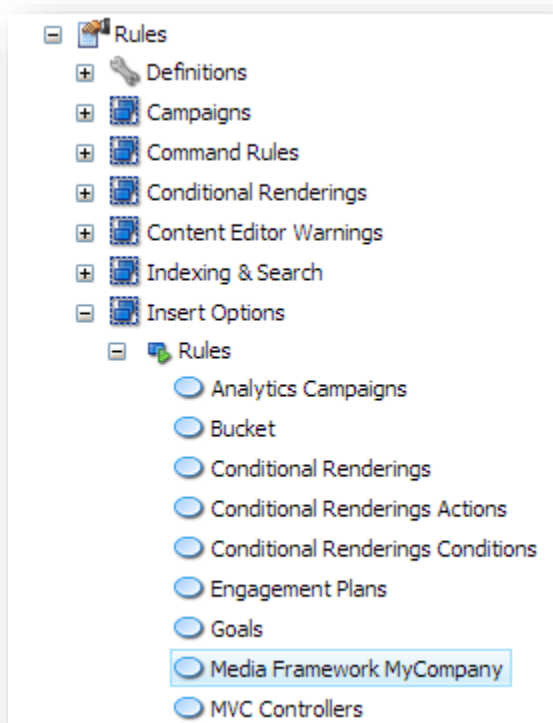 Rules
Definitions
Campaigns
Command Rules
Conditional Renderings
Content Editor Warnings
Indexing & Search
Insert Options
Rules
Analytics Campaigns
Bucket
Conditional Renderings
Conditional Renderings Actions
Conditional Renderings Conditions
Engagement Plans
Goals
Media Framework MyCompany
MVC Controllers